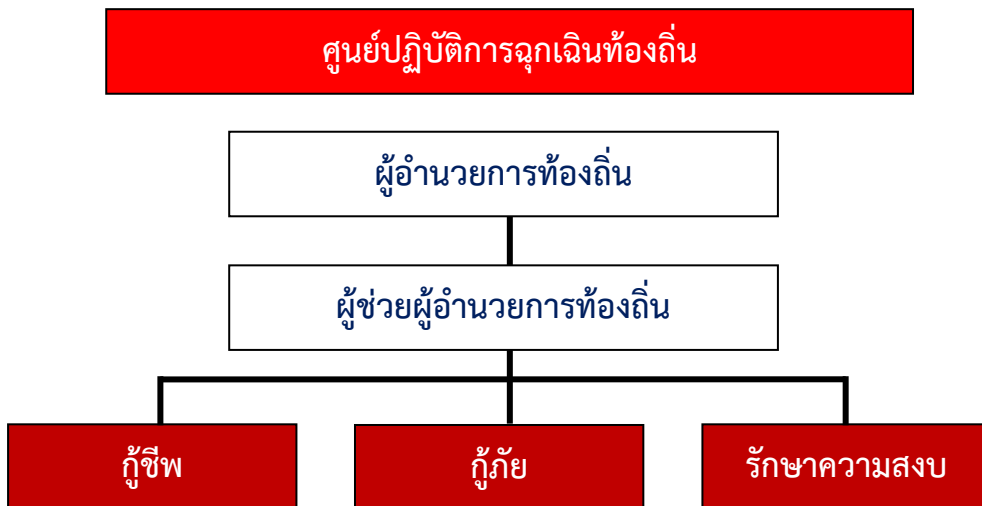 ศูนย์ปฏิบัติการฉุกเฉินท้องถิ่น
ผู้อำนวยการท้องถิ่น
ผู้ช่วยผู้อำนวยการท้องถิ่น
กู้ชีพ
กู้ภัย
รักษาความสงบ